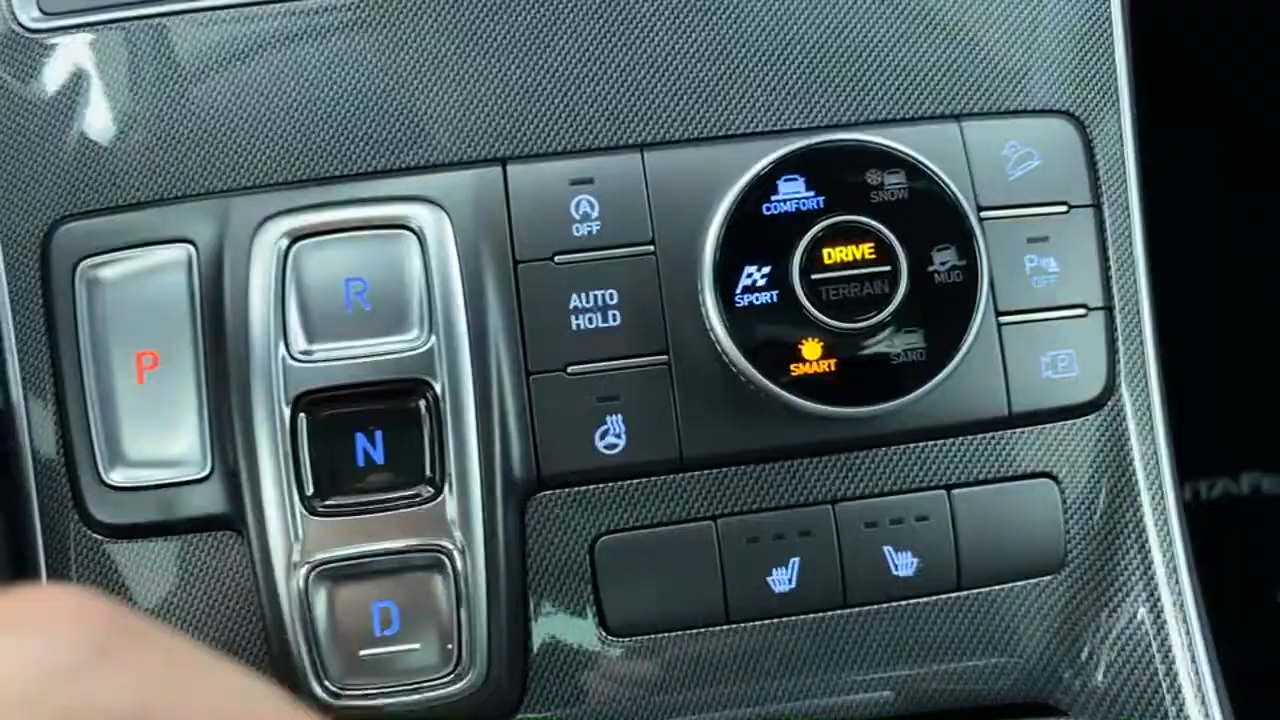 P
R
N
D
A
OFF
AUTO
HOLD
COMFORT
SNOW
SPORT
DRIVE
TERRAIN
MUD
SMART
SAND
P
OFF
P